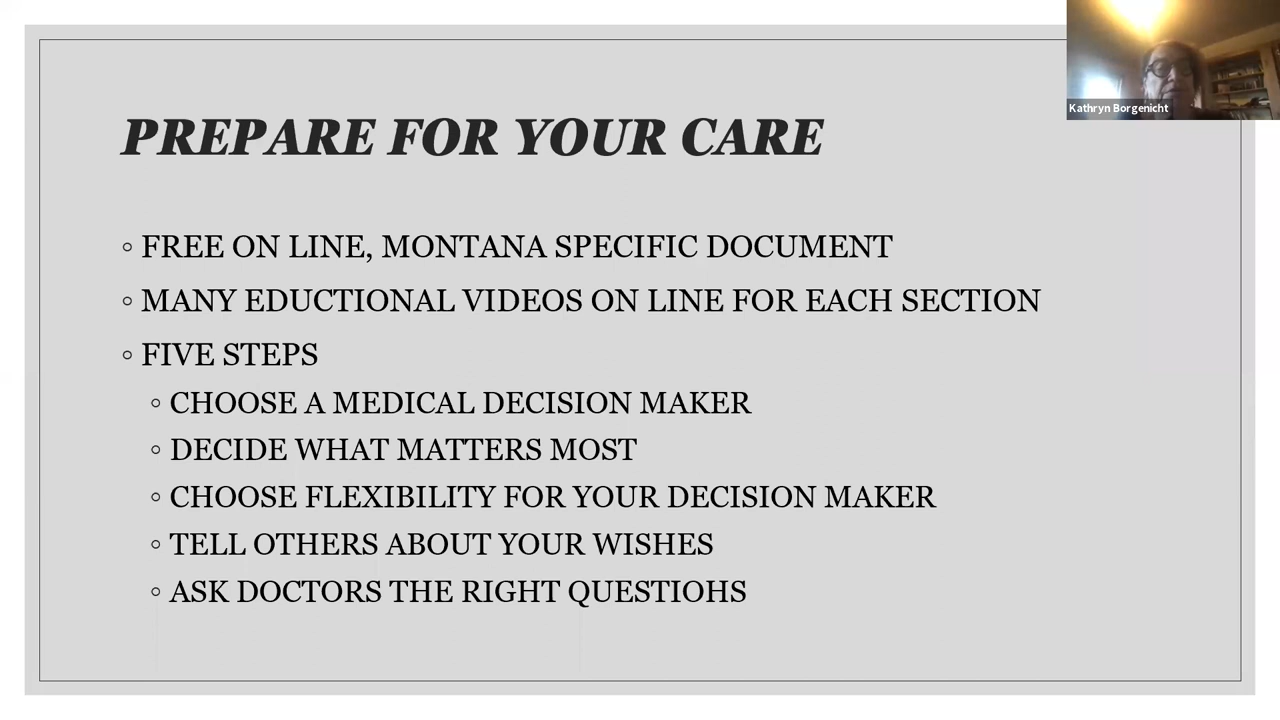 PREPARE FOR YOUR CARE
Kathryn Borgenicht
◦ FREE ON LINE, MONTANA SPECIFIC DOCUMENT
◦ MANY EDUCTIONAL VIDEOS ON LINE FOR EACH SECTION
◦ FIVE STEPS
◦ CHOOSE A MEDICAL DECISION MAKER
◦ DECIDE WHAT MATTERS MOST
◦ CHOOSE FLEXIBILITY FOR YOUR DECISION MAKER
◦ TELL OTHERS ABOUT YOUR WISHES
◦ ASK DOCTORS THE RIGHT QUESTIOHS